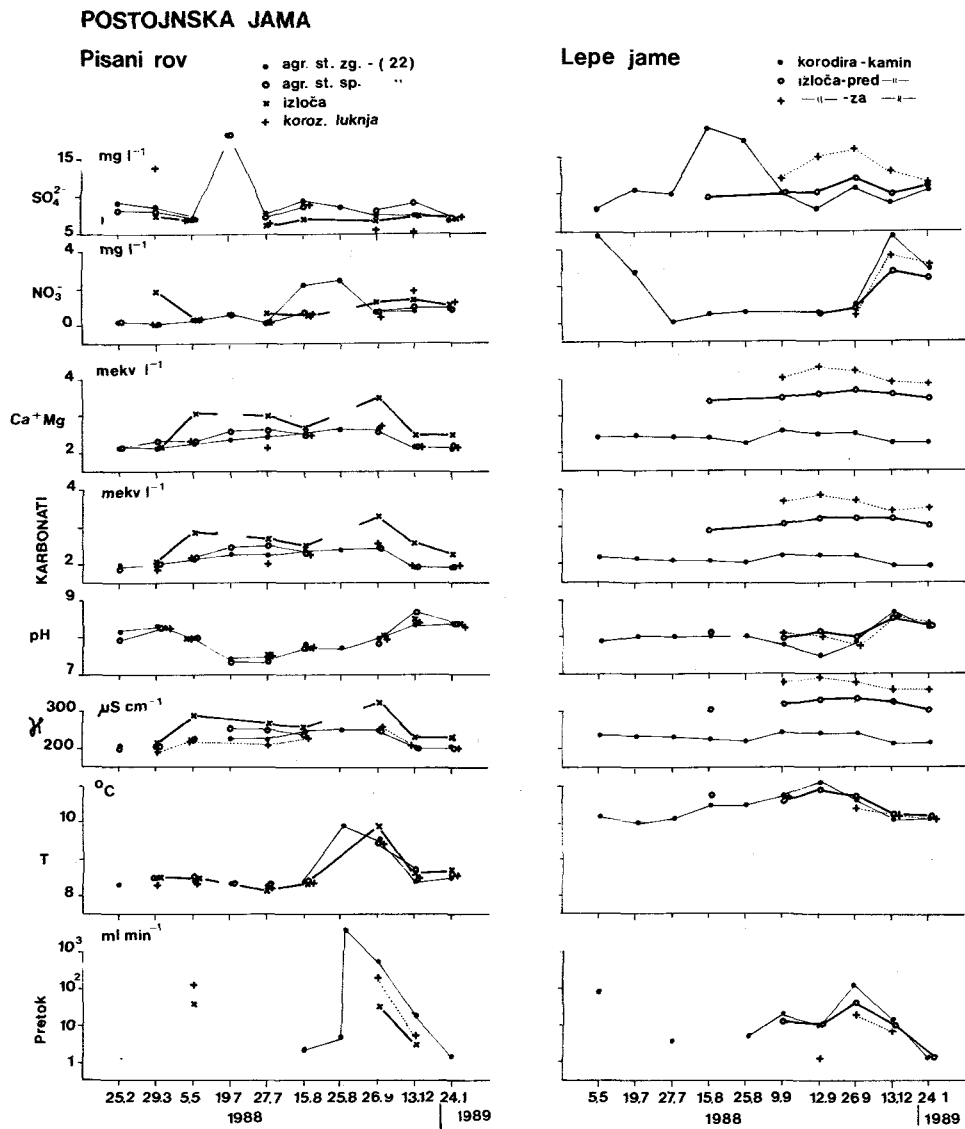 POSTOJNSKA JAMA
Pisani rov
• agr. st. zg. - (22)
o agr. st. sp. "
x izloča
+ koroz. luknja
Lepe jame
• korodira-kamin
o izloča-pred —"—
+ —"— -za —"—
mg l⁻¹
15
SO₄²⁻
5
mg l⁻¹
4
NO₃⁻
0
mekv l⁻¹
4
Ca⁺Mg
2
mekv l⁻¹
4
KARBONATI
2
9
pH
7
300
µS cm⁻¹
ϰ
200
°C
10
T
8
ml min⁻¹
10³
10²
Pretok
10
1
25.2 29.3 5.5 19.7 27.7 15.8 25.8 26.9 13.12 24.1
1988 1989
5.5 19.7 27.7 15.8 25.8 9.9 12.9 26.9 13.12 24.1
1988 1989